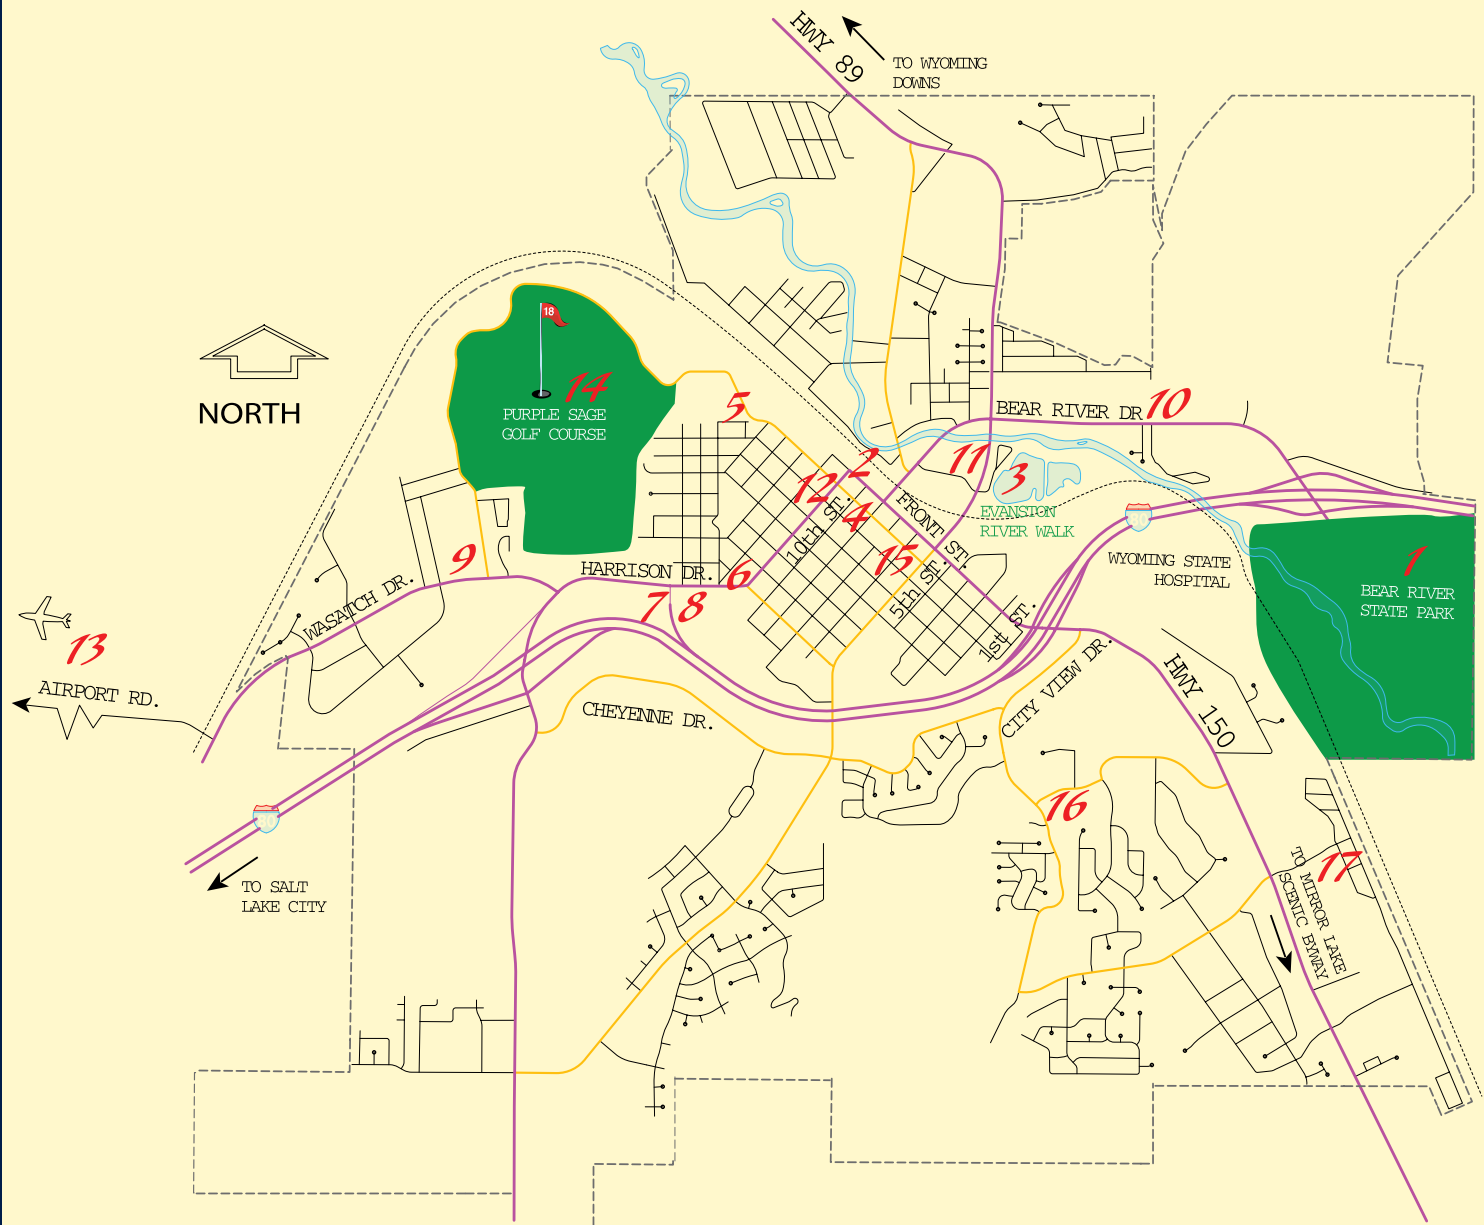 HWY 89
TO WYOMING
DOWNS
18
14
PURPLE SAGE
GOLF COURSE
NORTH
5
BEAR RIVER DR
10
2
11
3
12
4
10th ST.
FRONT ST.
EVANSTON
RIVER WALK
80
15
5th ST.
9
HARRISON DR.
6
7
8
WYOMING STATE
HOSPITAL
1
BEAR RIVER
STATE PARK
WASATCH DR.
1st ST.
13
AIRPORT RD.
CHEYENNE DR.
CITY VIEW DR.
HWY 150
16
80
17
TO MIRROR LAKE
SCENIC BYWAY
TO SALT
LAKE CITY